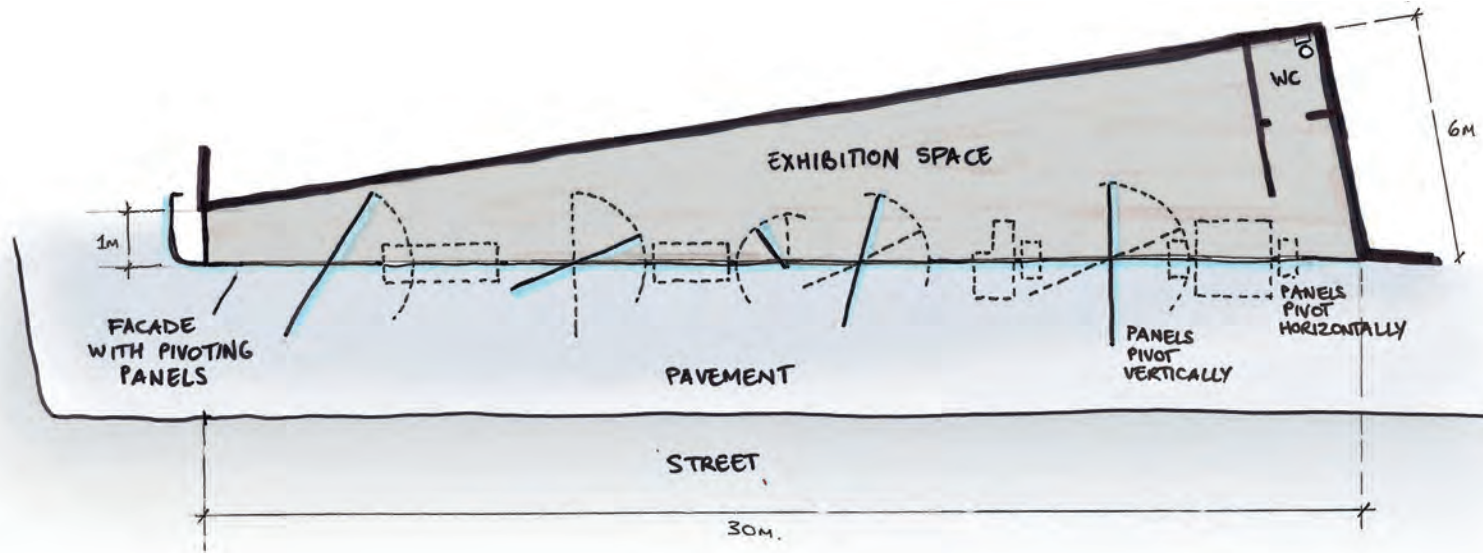 WC
6M
EXHIBITION SPACE
1M
FACADE
WITH PIVOTING
PANELS
PAVEMENT
PANELS
PIVOT
VERTICALLY
PANELS
PIVOT
HORIZONTALLY
STREET
30M.